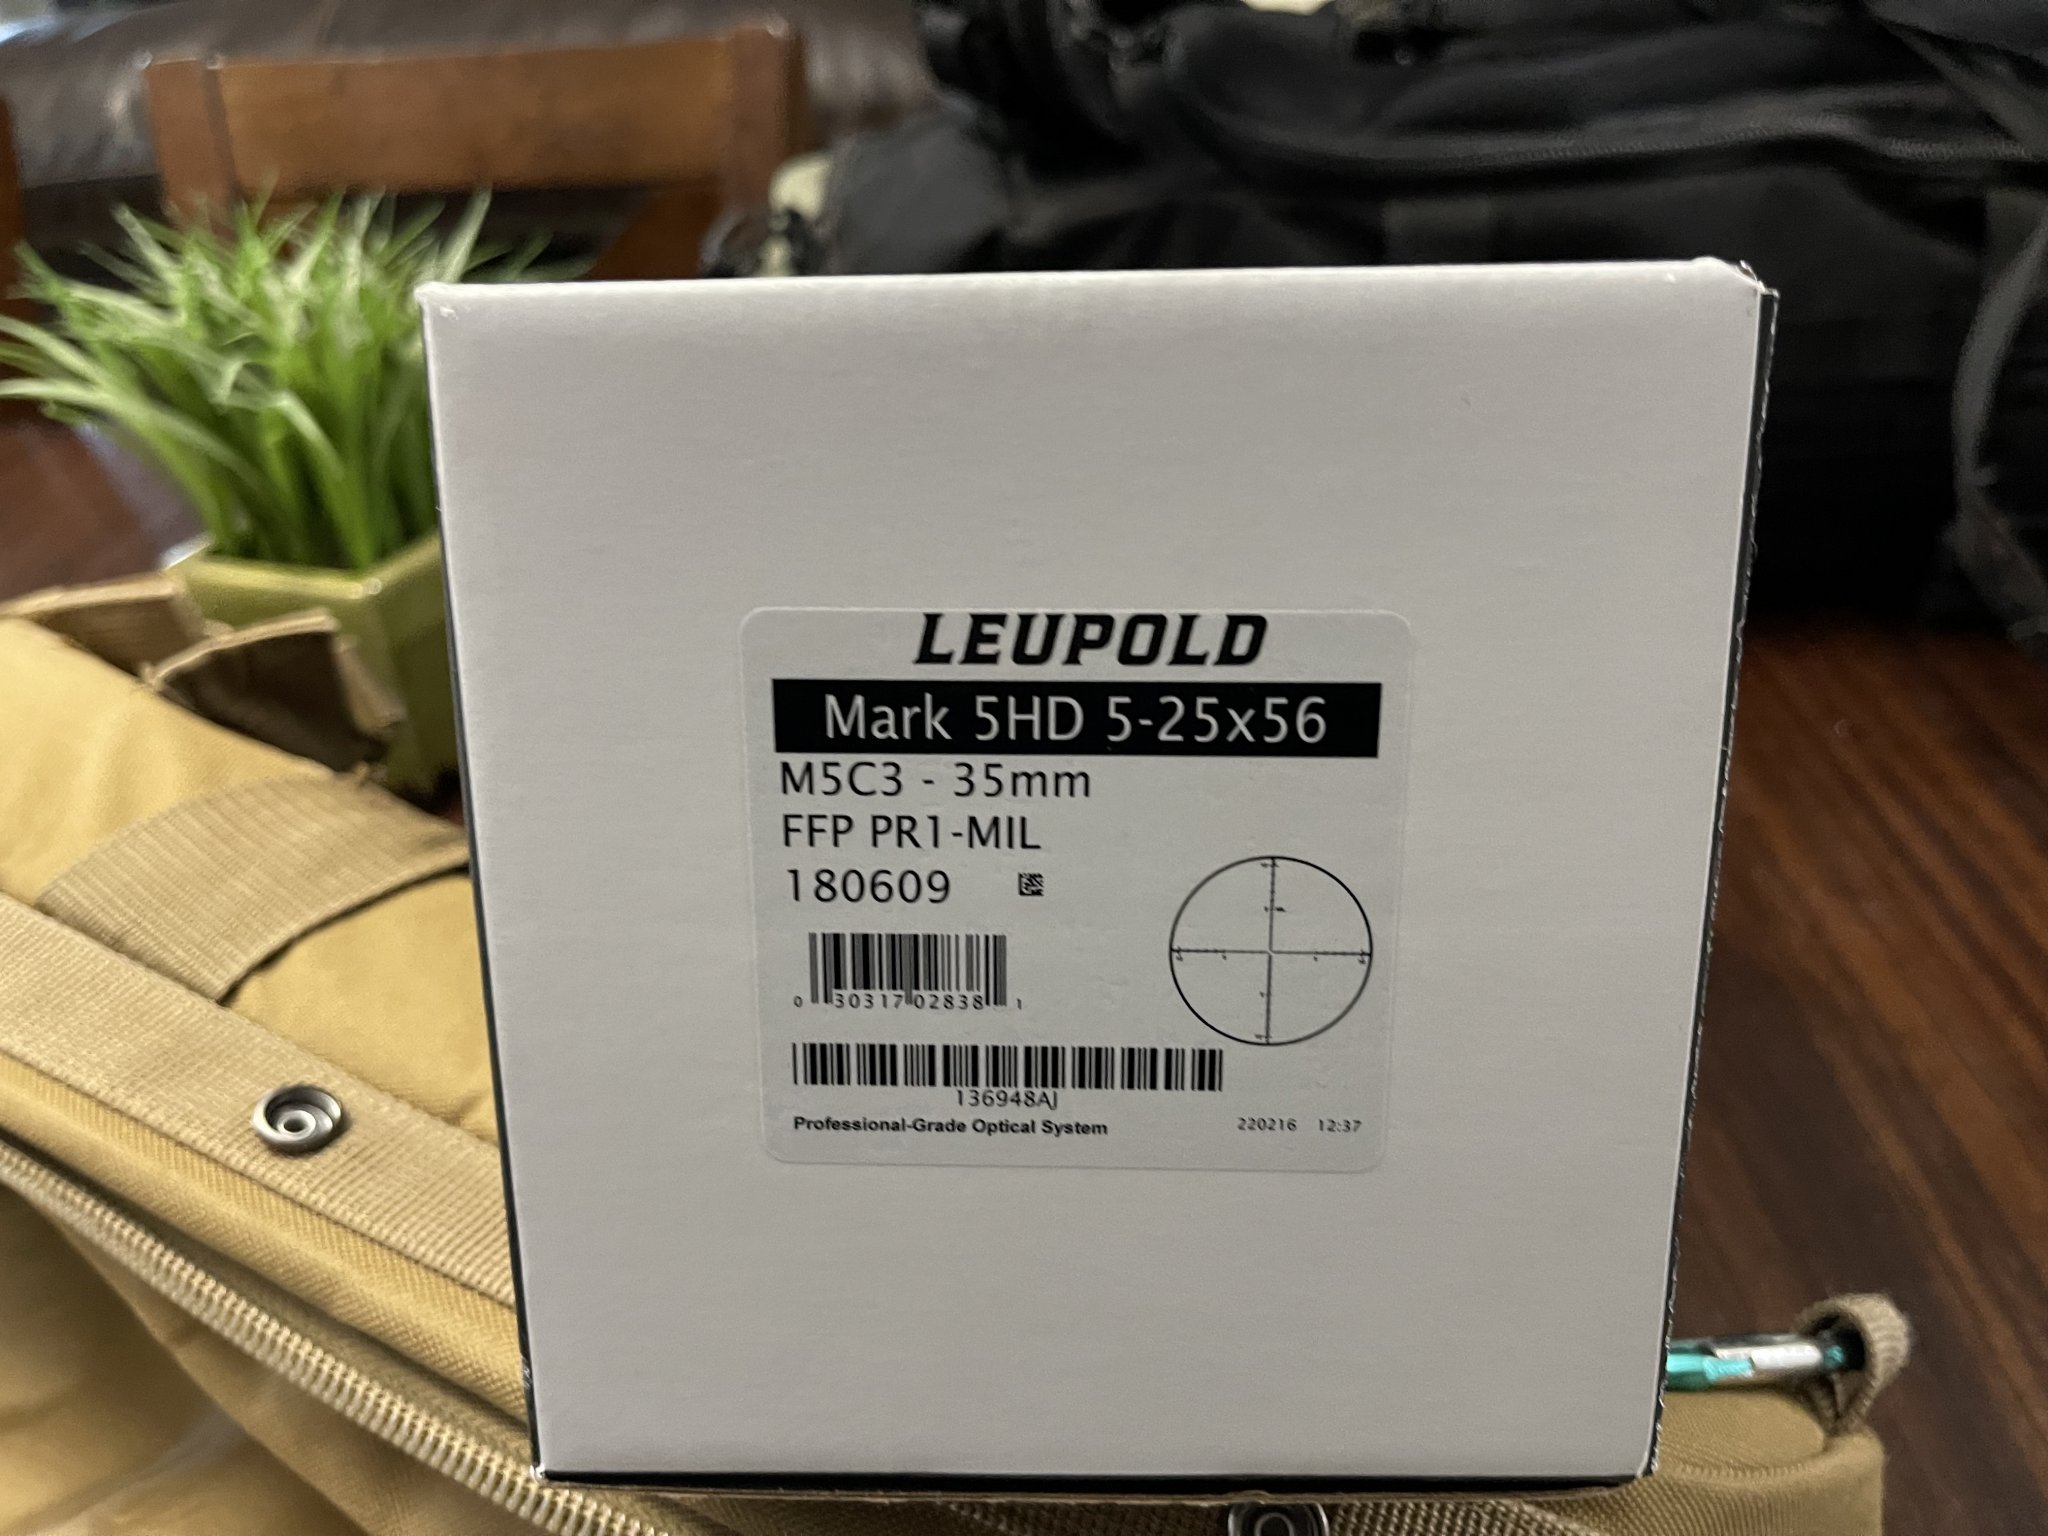 LEUPOLD
Mark 5HD 5-25x56
M5C3 - 35mm
FFP PR1-MIL
180609
0 30317 02838 1
136948AJ
Professional-Grade Optical System
220216 12:37